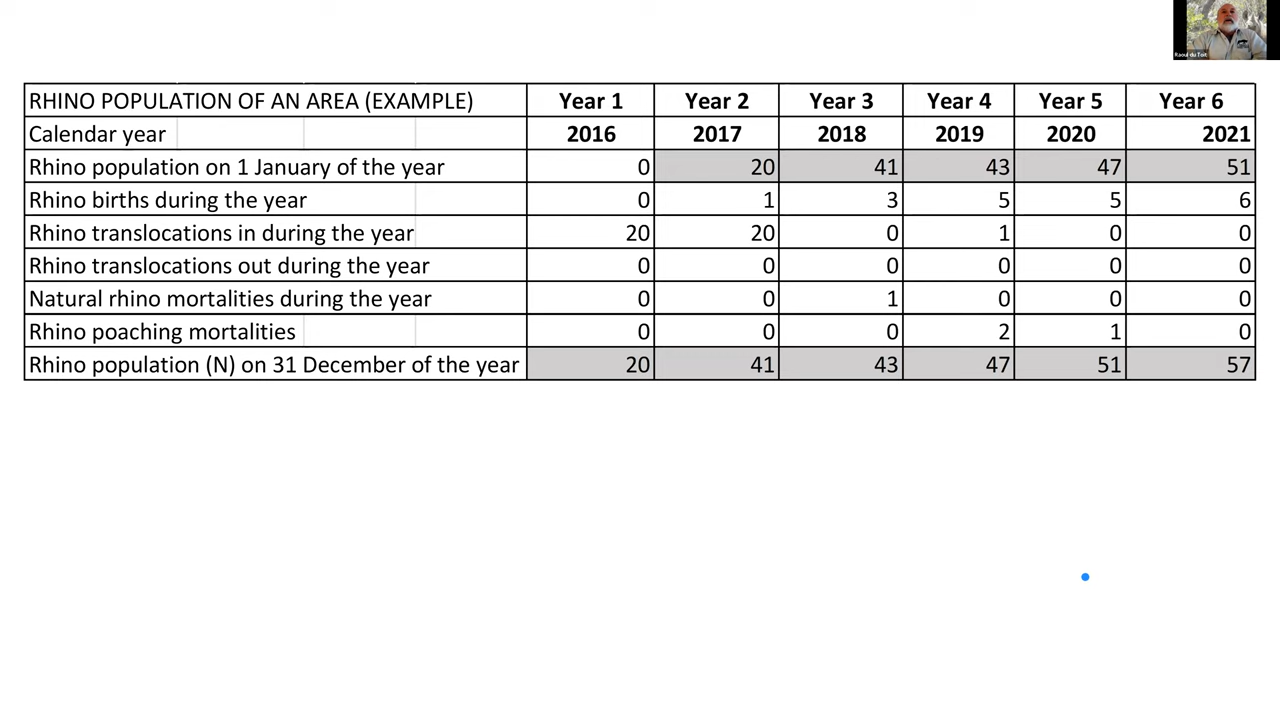 Raoul du Toit
RHINO POPULATION OF AN AREA (EXAMPLE) Year 1 Year 2 Year 3 Year 4 Year 5 Year 6
Calendar year 2016 2017 2018 2019 2020 2021
Rhino population on 1 January of the year 0 20 41 43 47 51
Rhino births during the year 0 1 3 5 5 6
Rhino translocations in during the year 20 20 0 1 0 0
Rhino translocations out during the year 0 0 0 0 0 0
Natural rhino mortalities during the year 0 0 1 0 0 0
Rhino poaching mortalities 0 0 0 2 1 0
Rhino population (N) on 31 December of the year 20 41 43 47 51 57